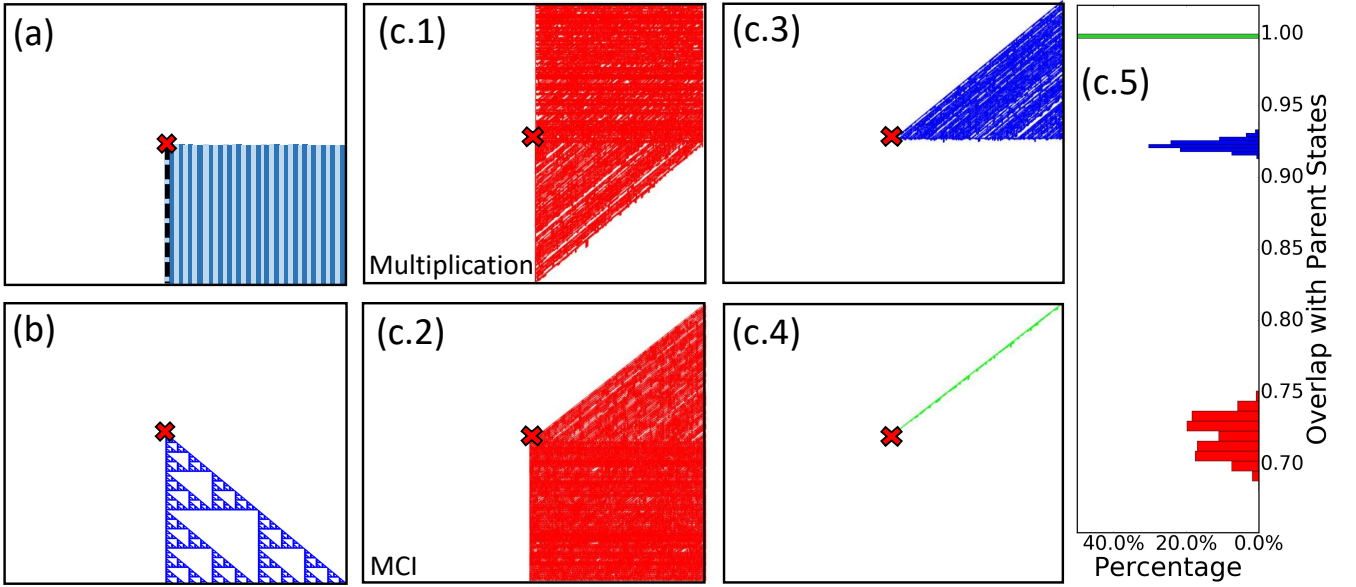 (a)
(c.1)
Multiplication
(c.3)
(b)
(c.2)
MCI
(c.4)
(c.5)
1.00
0.95
0.90
0.85
0.80
0.75
0.70
Overlap with Parent States
40.0% 20.0% 0.0%
Percentage